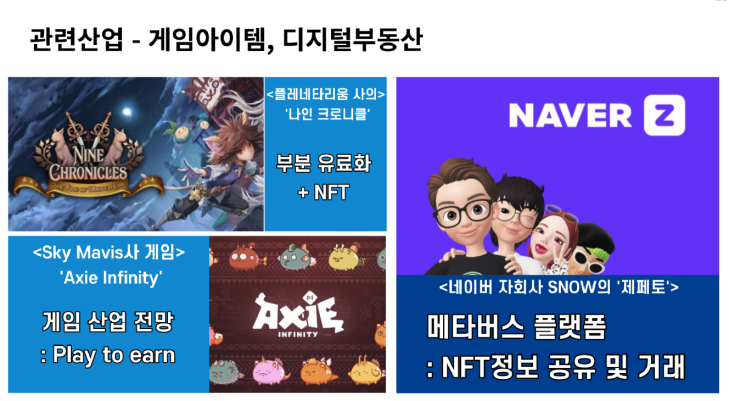 관련산업 - 게임아이템, 디지털부동산
<플레네타리움 사의>
'나인 크로니클'
부분 유료화
+ NFT
NINE
CHRONICLES
<Sky Mavis사 게임>
'Axie Infinity'
게임 산업 전망
: Play to earn
AXIE
INFINITY
NAVER Z
<네이버 자회사 SNOW의 '제페토'>
메타버스 플랫폼
: NFT정보 공유 및 거래